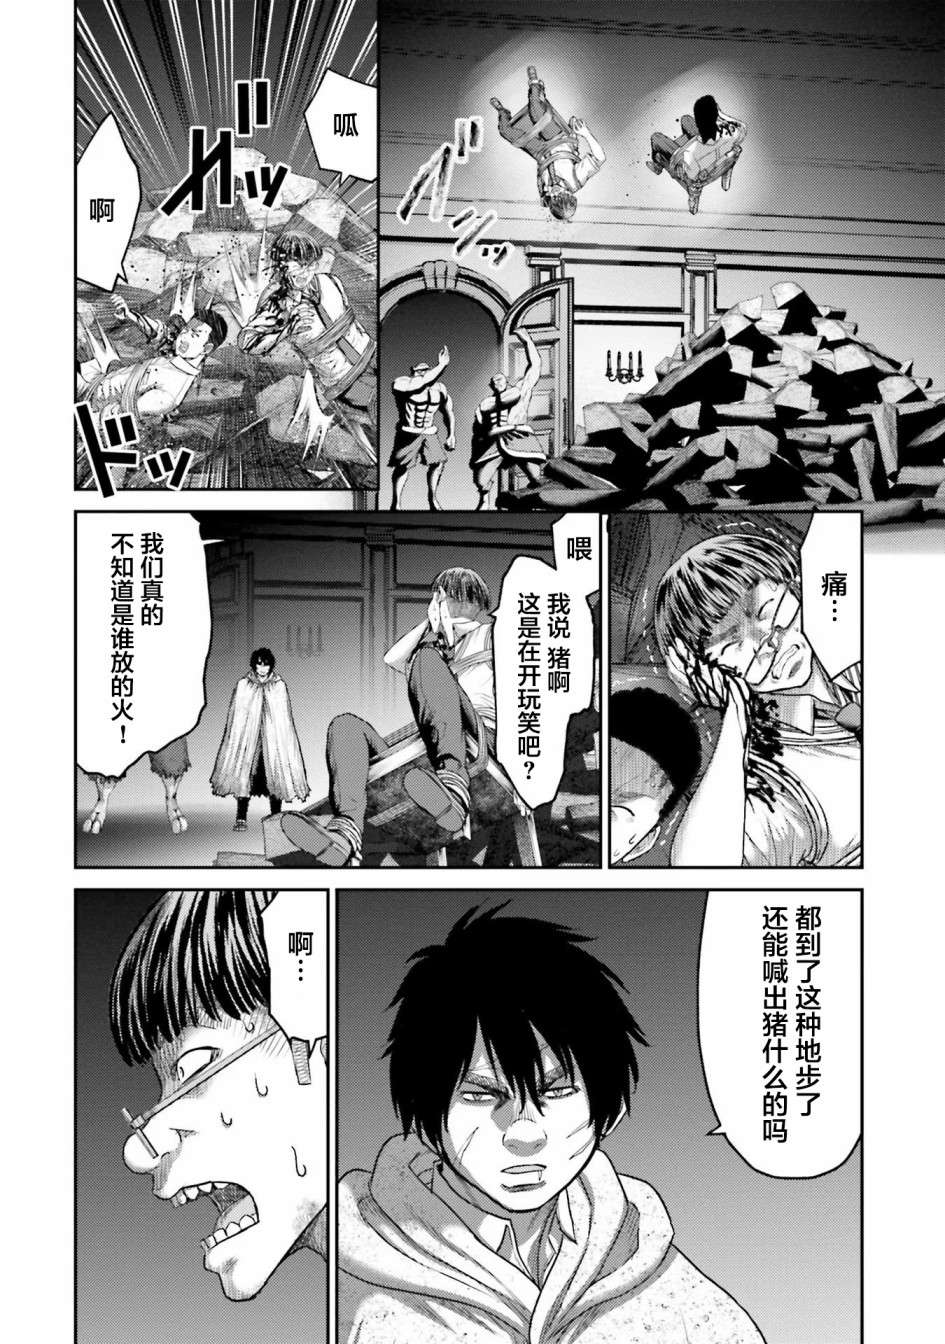 ドザッ
呱
啊
ザッ
ドッ
痛…
喂
我说 猪啊
这是在开玩笑吧？
我们真的
不知道是谁放的火！
都到了这种地步了
还能喊出猪什么的吗
啊…